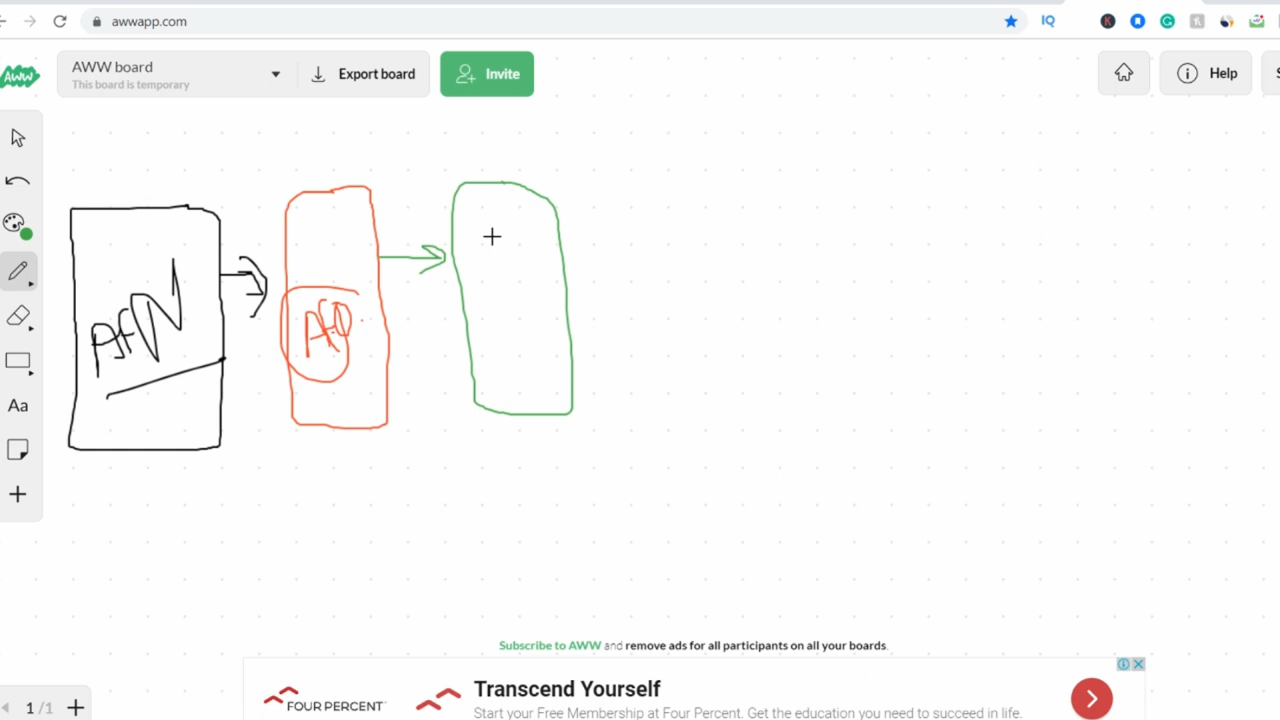 awwapp.com
IQ
AWW
AWW board
This board is temporary
Export board
Invite
Help
AFN
Aa
Subscribe to AWW and remove ads for all participants on all your boards.
FOUR PERCENT
Transcend Yourself
Start your Free Membership at Four Percent. Get the education you need to succeed in life.
1/1